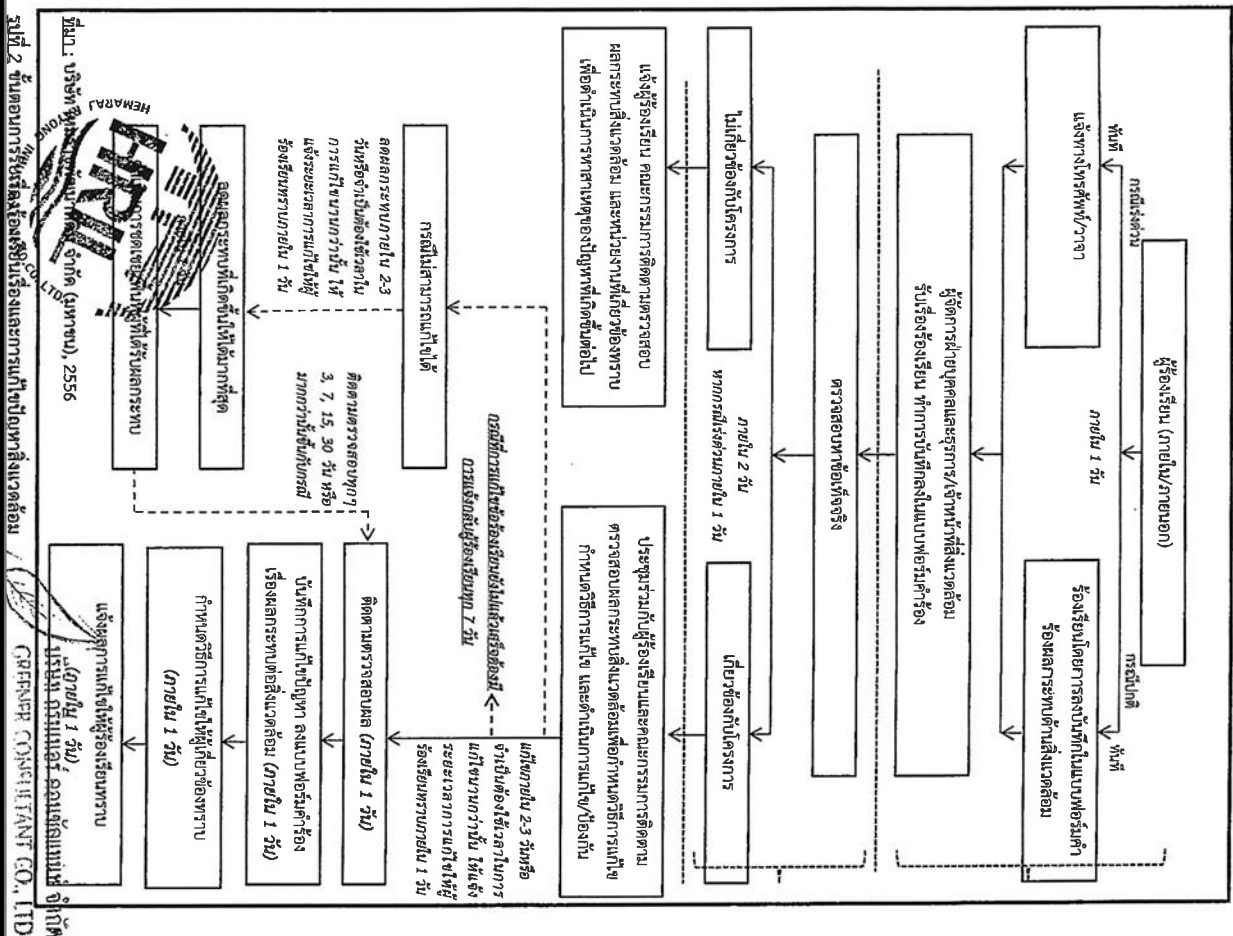 ผู้ร้องเรียน (ภายใน/ภายนอก)
กรณีเร่งด่วน
กรณีปกติ
ทันที
ภายใน 1 วัน
ทันที
แจ้งทางโทรศัพท์/วาจา
ร้องเรียนโดยการลงบันทึกในแบบฟอร์มคำ
ร้องผลกระทบด้านสิ่งแวดล้อม
ผู้จัดการฝ่ายบุคคลและธุรการ/เจ้าหน้าที่สิ่งแวดล้อม
รับเรื่องร้องเรียน ทำการบันทึกลงในแบบฟอร์มคำร้อง
ตรวจสอบหาข้อเท็จจริง
ภายใน 2 วัน
หากกรณีเร่งด่วนภายใน 1 วัน
ไม่เกี่ยวข้องกับโครงการ
เกี่ยวข้องกับโครงการ
แจ้งผู้ร้องเรียน คณะกรรมการติดตามตรวจสอบ
ผลกระทบสิ่งแวดล้อม และหน่วยงานที่เกี่ยวข้องทราบ
เพื่อดำเนินการหาสาเหตุของปัญหาที่เกิดขึ้นต่อไป
ประชุมร่วมกับผู้ร้องเรียนและคณะกรรมการติดตาม
ตรวจสอบผลกระทบสิ่งแวดล้อมเพื่อกำหนดวิธีการแก้ไข
กำหนดวิธีการแก้ไข และดำเนินการแก้ไข/ป้องกัน
กรณีที่การแก้ไขข้อร้องเรียนยังไม่แล้วเสร็จต้องมี
การแจ้งกลับผู้ร้องเรียนทุก 7 วัน
แก้ไขภายใน 2-3 วันหรือ
จำเป็นต้องใช้เวลาในการ
แก้ไขนานกว่านั้น ให้แจ้ง
ระยะเวลาการแก้ไขให้ผู้
ร้องเรียนทราบภายใน 1 วัน
กรณีไม่สามารถแก้ไขได้
ลดผลกระทบภายใน 2-3
วันหรือจำเป็นต้องใช้เวลาใน
การแก้ไขนานกว่านั้น ให้
แจ้งระยะเวลาการแก้ไขให้ผู้
ร้องเรียนทราบภายใน 1 วัน
ลดผลกระทบที่เกิดขึ้นให้ได้มากที่สุด
การชดเชยให้กับผู้ที่ได้รับผลกระทบ
ติดตามตรวจสอบทุกๆ
3, 7, 15, 30 วัน หรือ
มากกว่านั้นขึ้นกับกรณี
ติดตามตรวจสอบผล (ภายใน 1 วัน)
บันทึกการแก้ไขปัญหา ลงแบบฟอร์มคำร้อง
เรื่องผลกระทบต่อสิ่งแวดล้อม (ภายใน 1 วัน)
กำหนดวิธีการแก้ไขให้ผู้เกี่ยวข้องทราบ
(ภายใน 1 วัน)
แจ้งผลการแก้ไขให้ผู้ร้องเรียนทราบ
(ภายใน 1 วัน)
ที่มา : บริษัท จำกัด (มหาชน), 2556
รูปที่ 2 ขั้นตอนการรับเรื่องร้องเรียนเรื่องและการแก้ไขปัญหาสิ่งแวดล้อม
HEMARAJ RAYONG
CO., LTD.
บริษัท กรีนเนอร์ คอนซัลแทนท์ จำกัด
GREENER CONSULTANT CO., LTD